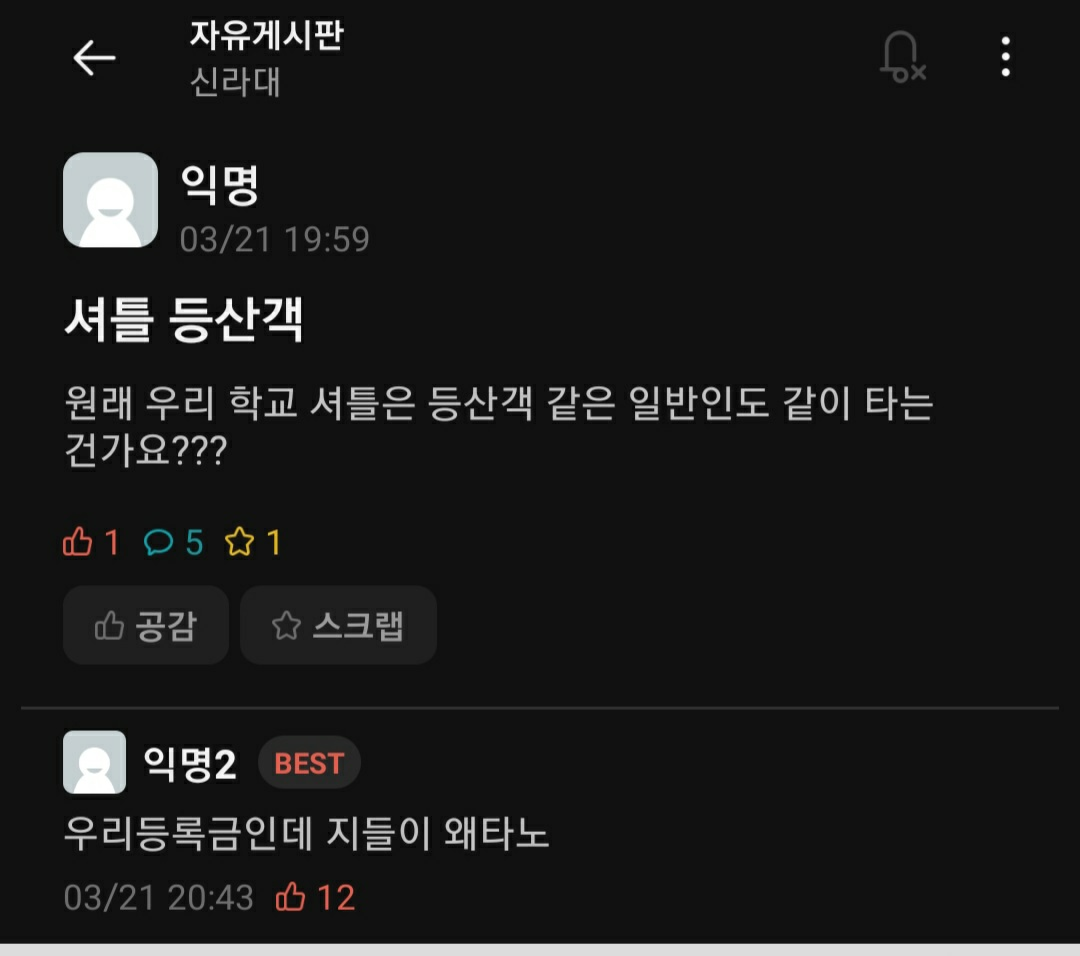 자유게시판
신라대
익명
03/21 19:59
셔틀 등산객
원래 우리 학교 셔틀은 등산객 같은 일반인도 같이 타는
건가요???
1 5 1
공감 스크랩
익명2 BEST
우리등록금인데 지들이 왜타노
03/21 20:43 12